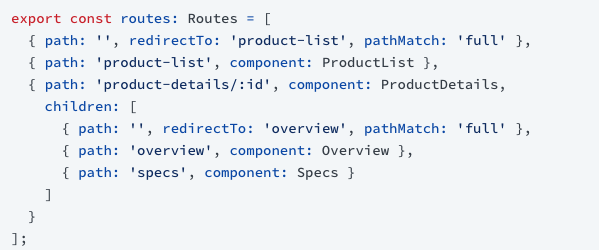 export const routes: Routes = [
  { path: '', redirectTo: 'product-list', pathMatch: 'full' },
  { path: 'product-list', component: ProductList },
  { path: 'product-details/:id', component: ProductDetails,
    children: [
      { path: '', redirectTo: 'overview', pathMatch: 'full' },
      { path: 'overview', component: Overview },
      { path: 'specs', component: Specs }
    ]
  }
];